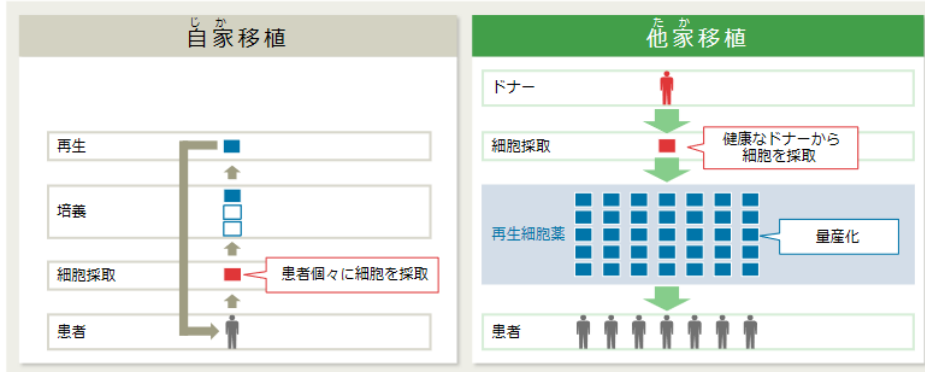 じか
自家移植
再生
培義
細胞採取
患者個々に細胞を採取
患者
たか
他家移植
ドナー
細胞採取
健康なドナーから
細胞を採取
再生細胞薬
量産化
患者